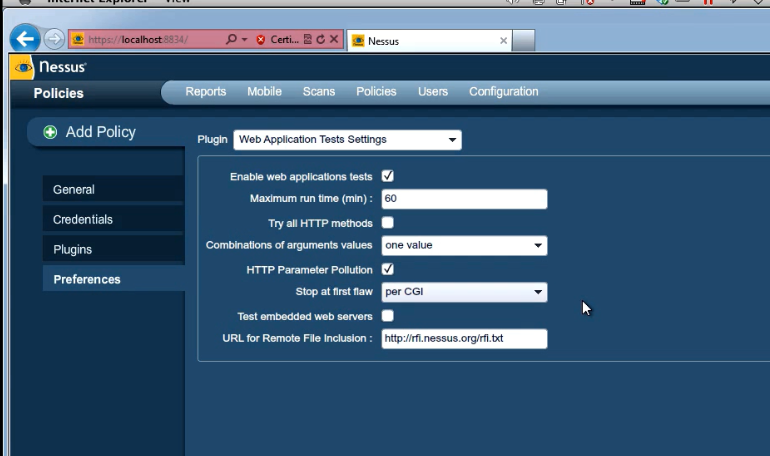 Internet Explorer View
https://localhost:8834/
Certi...
Nessus
Nessus
Policies
Reports Mobile Scans Policies Users Configuration
Add Policy
Plugin Web Application Tests Settings
General
Credentials
Plugins
Preferences
Enable web applications tests
Maximum run time (min) : 60
Try all HTTP methods
Combinations of arguments values one value
HTTP Parameter Pollution
Stop at first flaw per CGI
Test embedded web servers
URL for Remote File Inclusion : http://rfi.nessus.org/rfi.txt